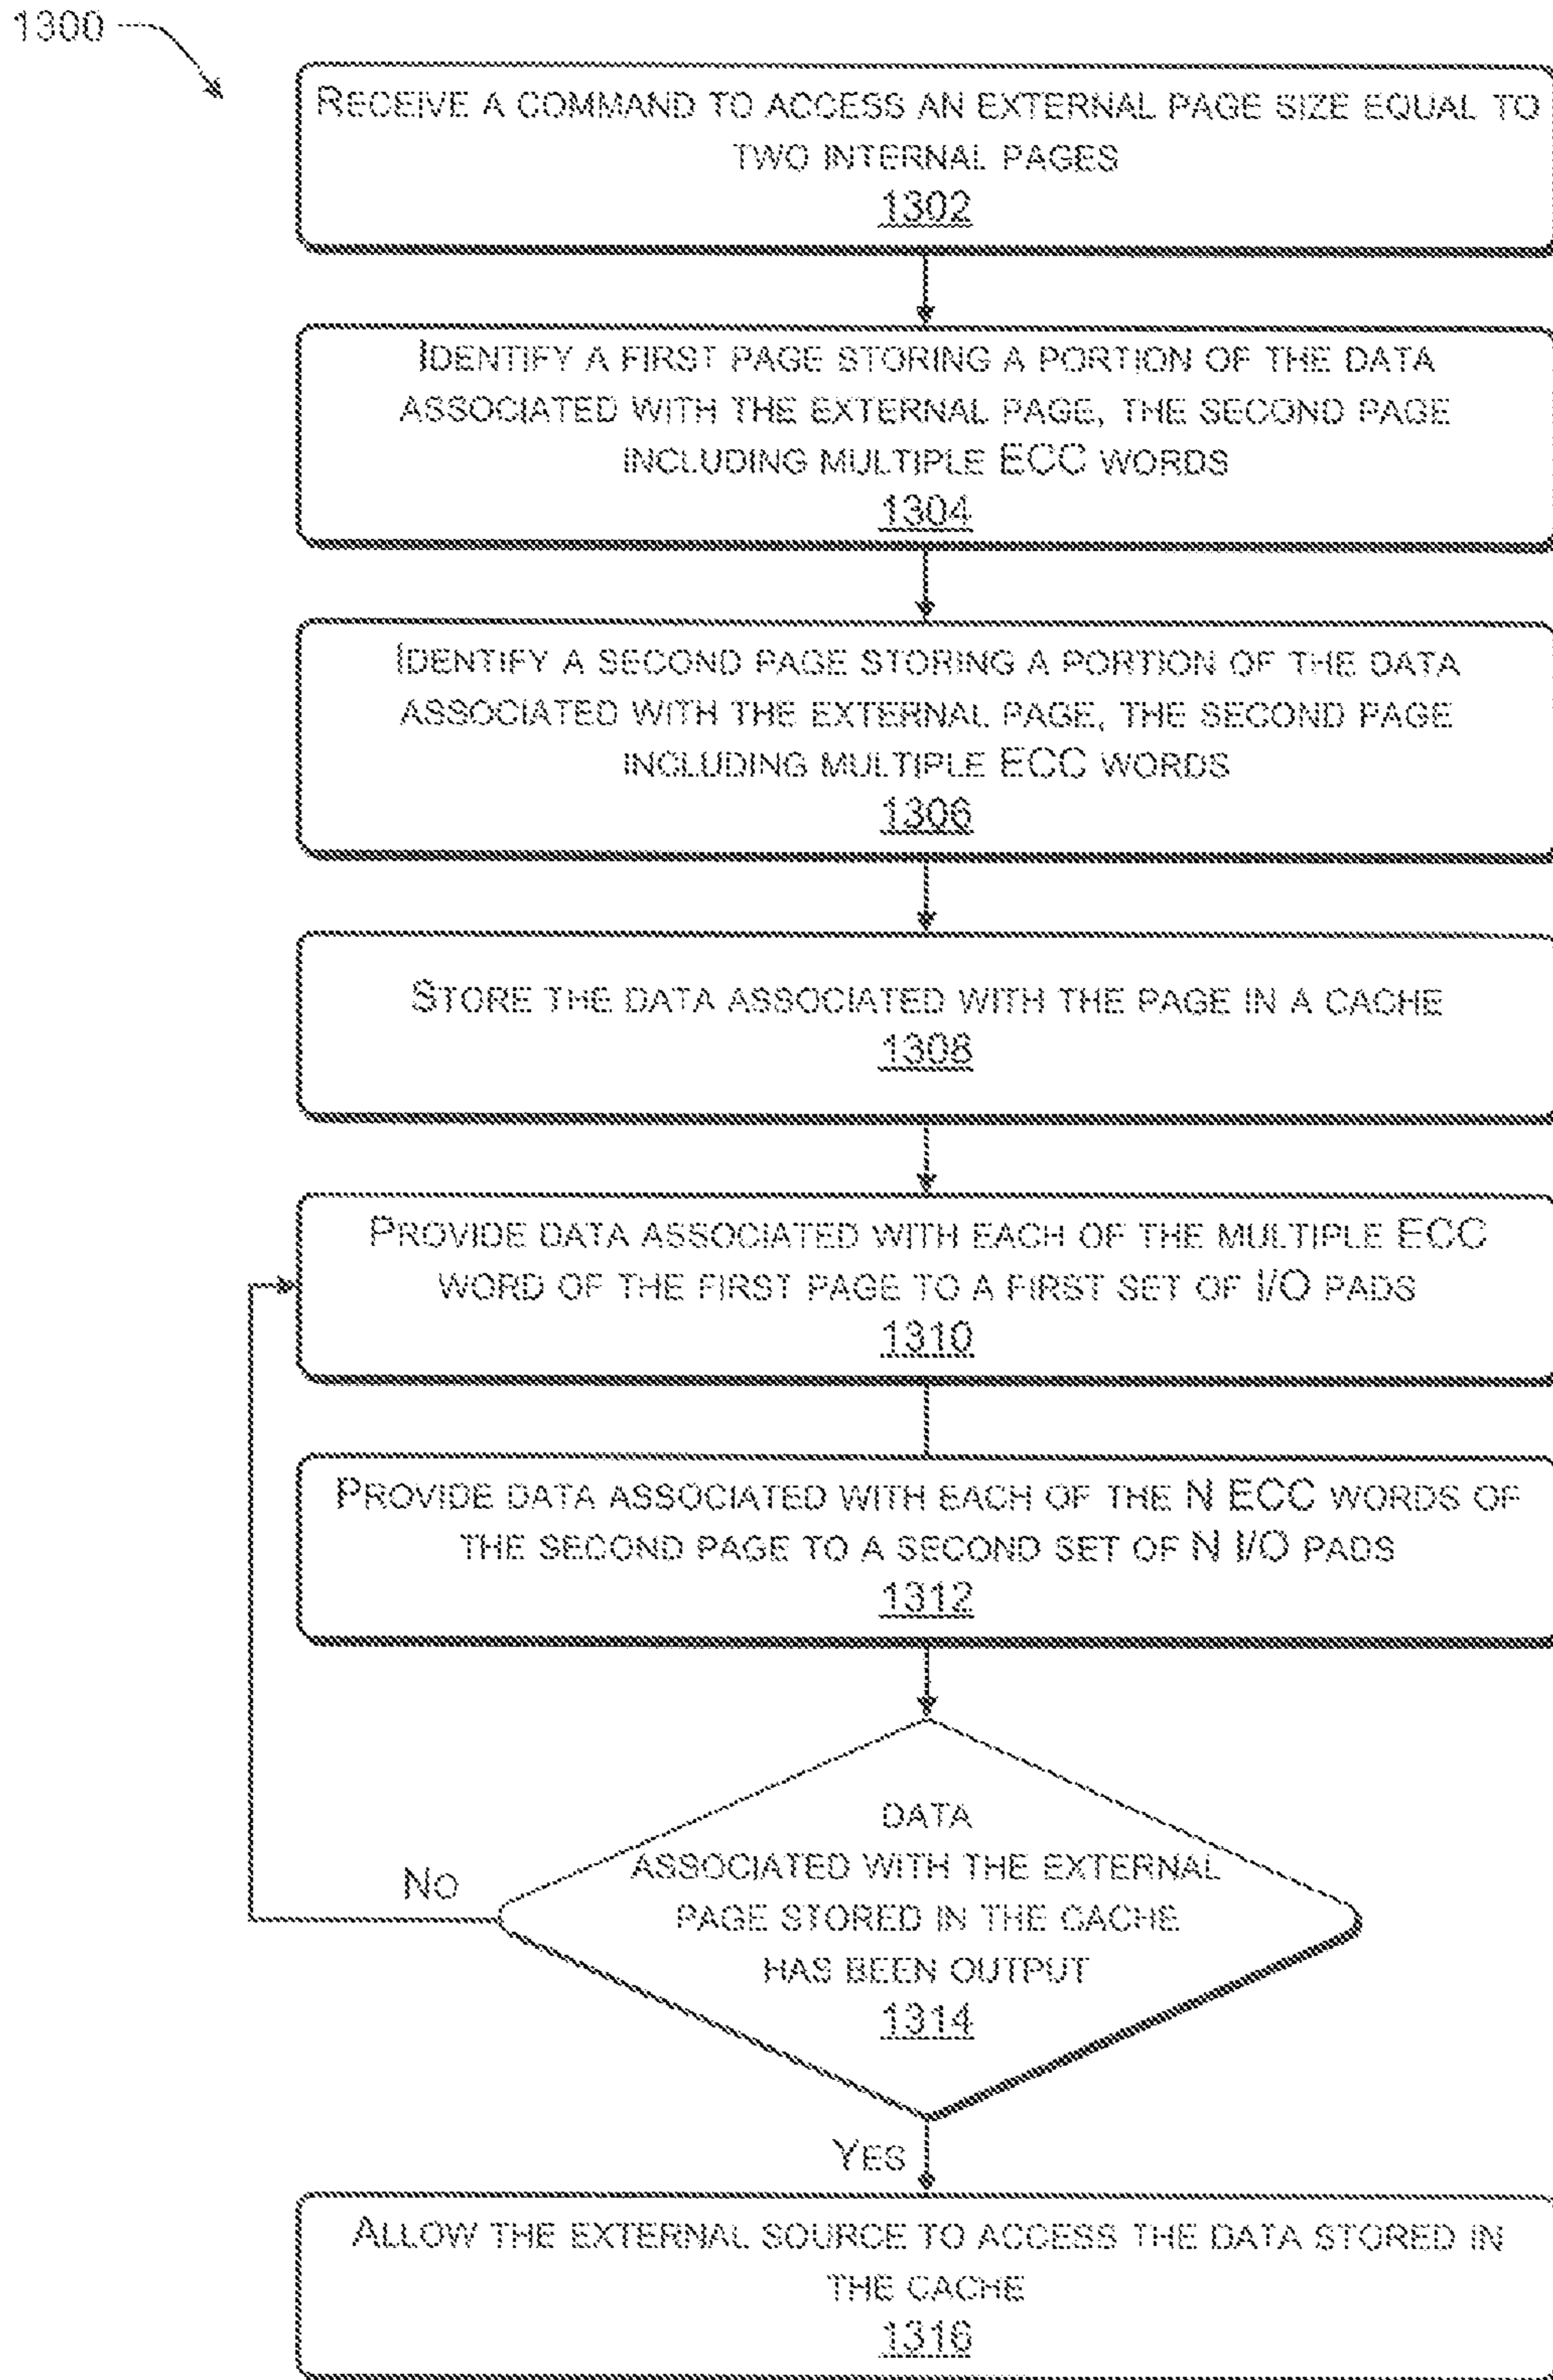 1300
RECEIVE A COMMAND TO ACCESS AN EXTERNAL PAGE SIZE EQUAL TO
TWO INTERNAL PAGES
1302
IDENTIFY A FIRST PAGE STORING A PORTION OF THE DATA
ASSOCIATED WITH THE EXTERNAL PAGE, THE SECOND PAGE
INCLUDING MULTIPLE ECC WORDS
1304
IDENTIFY A SECOND PAGE STORING A PORTION OF THE DATA
ASSOCIATED WITH THE EXTERNAL PAGE, THE SECOND PAGE
INCLUDING MULTIPLE ECC WORDS
1306
STORE THE DATA ASSOCIATED WITH THE PAGE IN A CACHE
1308
PROVIDE DATA ASSOCIATED WITH EACH OF THE MULTIPLE ECC
WORD OF THE FIRST PAGE TO A FIRST SET OF I/O PADS
1310
PROVIDE DATA ASSOCIATED WITH EACH OF THE N ECC WORDS OF
THE SECOND PAGE TO A SECOND SET OF N I/O PADS
1312
DATA
ASSOCIATED WITH THE EXTERNAL
PAGE STORED IN THE CACHE
HAS BEEN OUTPUT
1314
NO
YES
ALLOW THE EXTERNAL SOURCE TO ACCESS THE DATA STORED IN
THE CACHE
1316